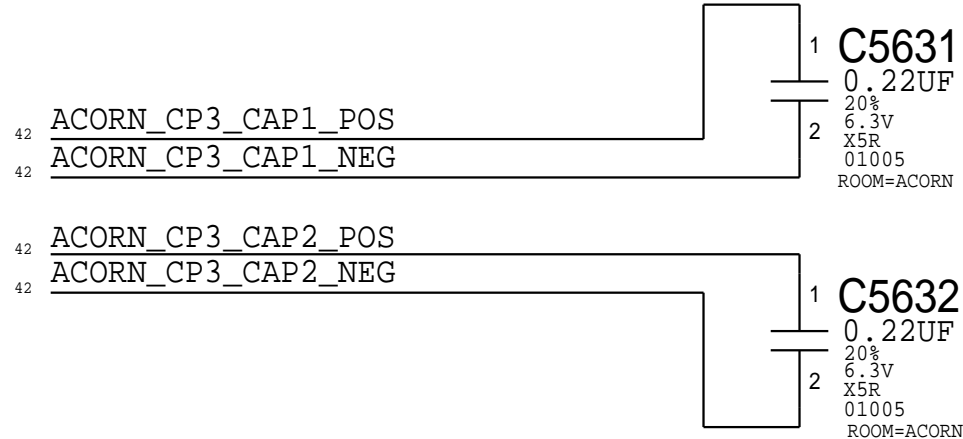 1 C5631
0.22UF
20%
6.3V
2 X5R
01005
ROOM=ACORN
42 ACORN_CP3_CAP1_POS
42 ACORN_CP3_CAP1_NEG
42 ACORN_CP3_CAP2_POS
42 ACORN_CP3_CAP2_NEG
1 C5632
0.22UF
20%
6.3V
2 X5R
01005
ROOM=ACORN